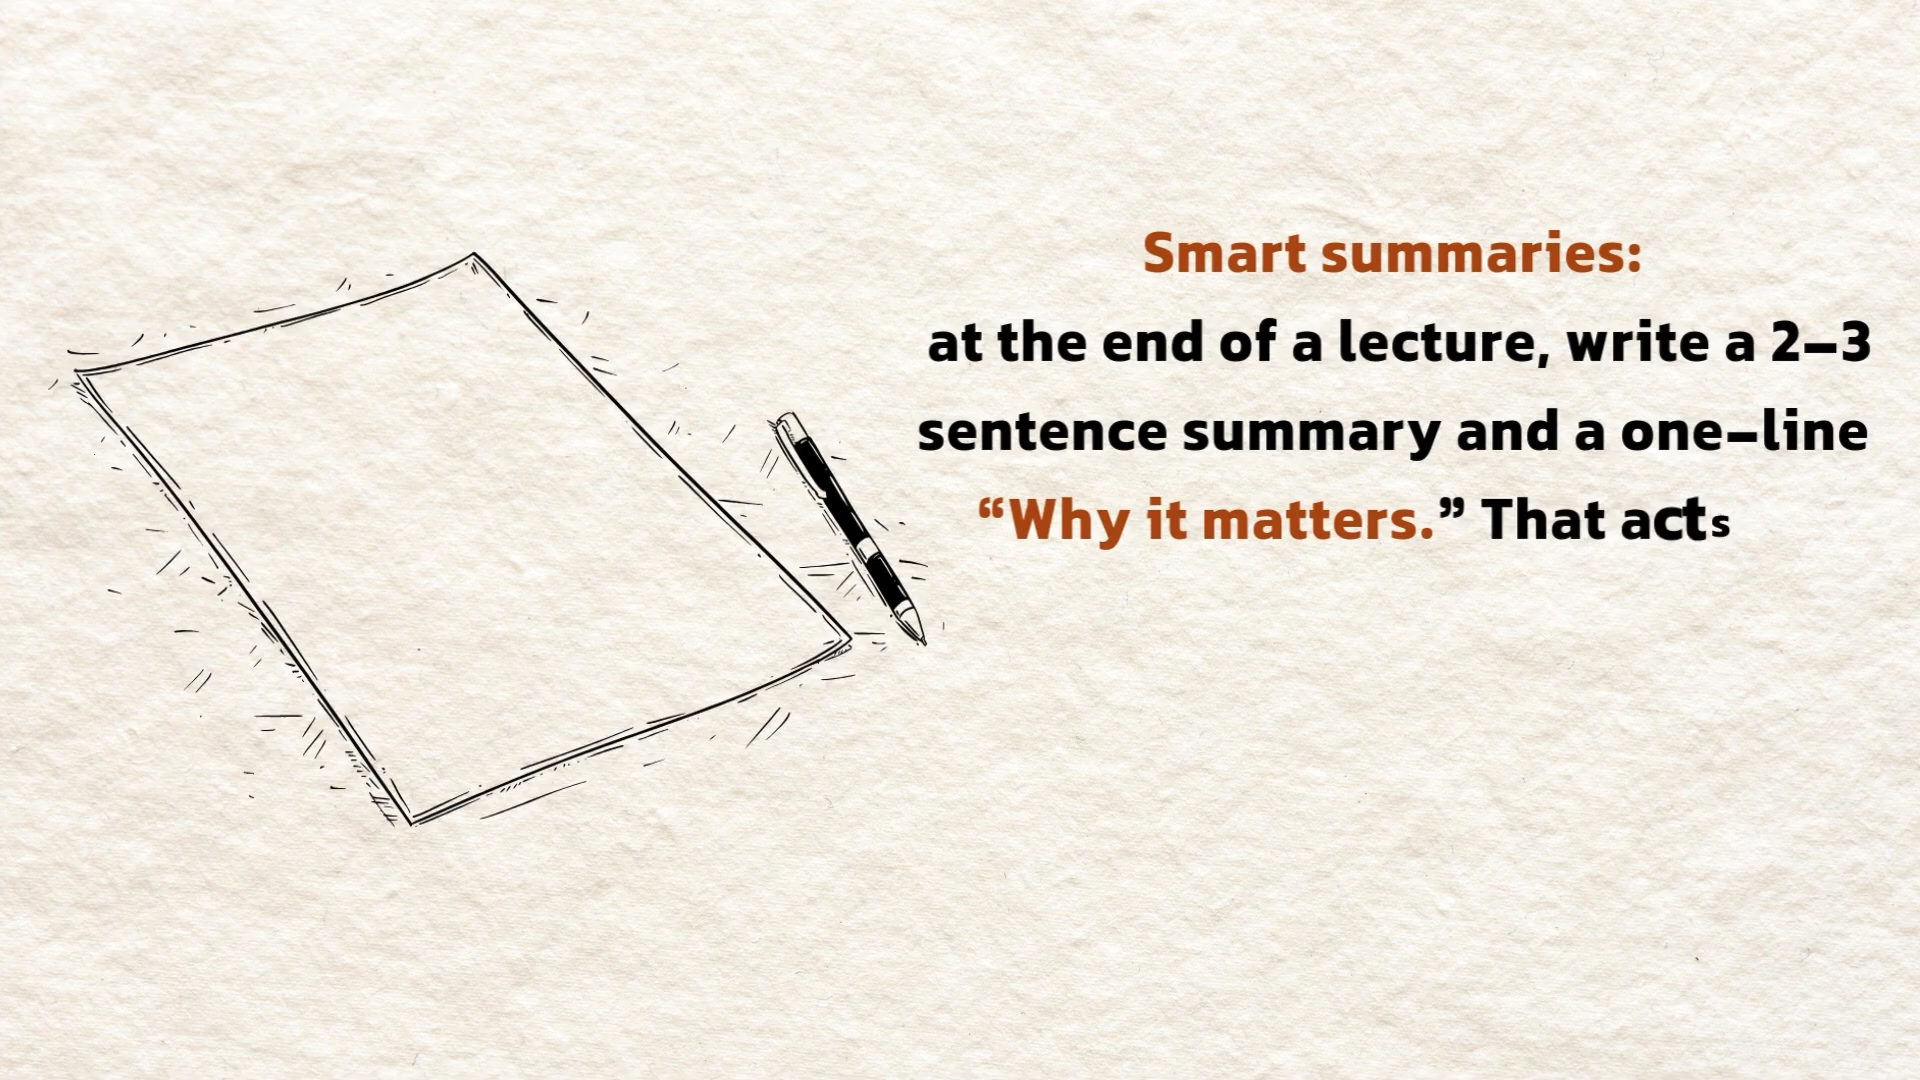 Smart summaries:
at the end of a lecture, write a 2–3
sentence summary and a one–line
“Why it matters.” That acts